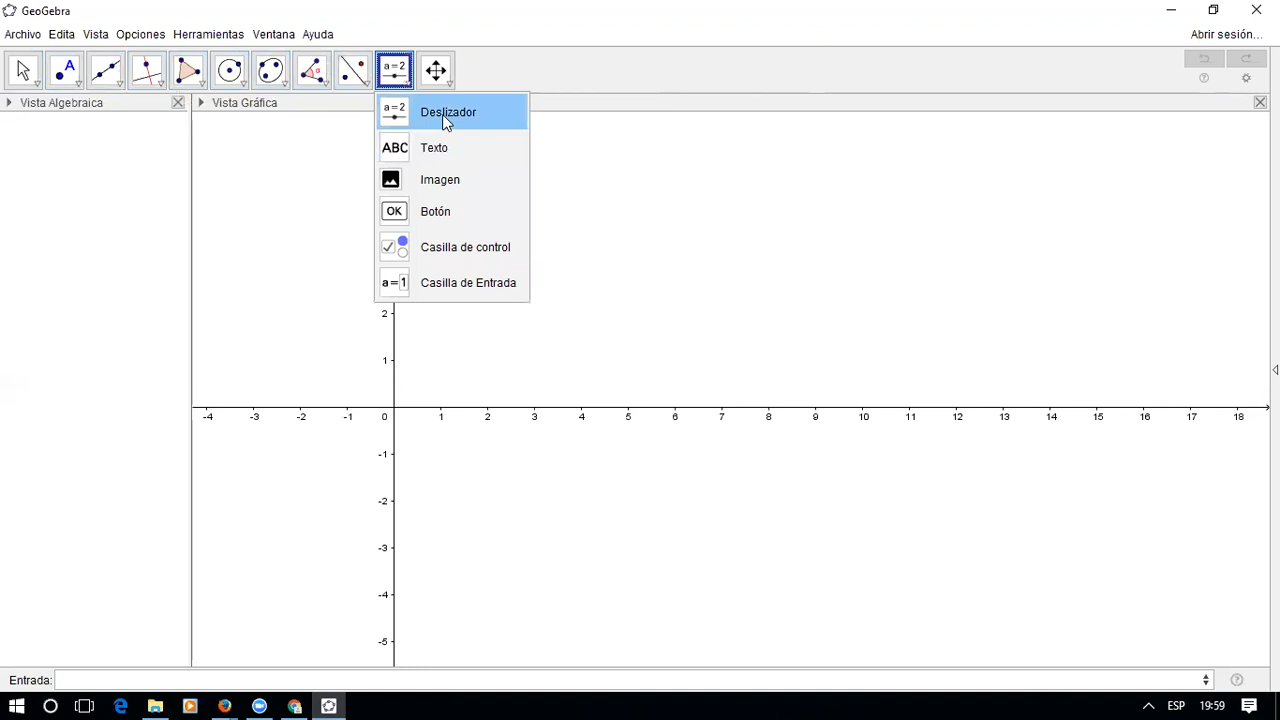 GeoGebra
Archivo Edita Vista Opciones Herramientas Ventana Ayuda Abrir sesión...
A α a=2
Vista Algebraica Vista Gráfica
a=2 Deslizador
ABC Texto
Imagen
OK Botón
Casilla de control
a=1 Casilla de Entrada
2
1
-4 -3 -2 -1 0 1 2 3 4 5 6 7 8 9 10 11 12 13 14 15 16 17 18
-1
-2
-3
-4
-5
Entrada:
ESP 19:59